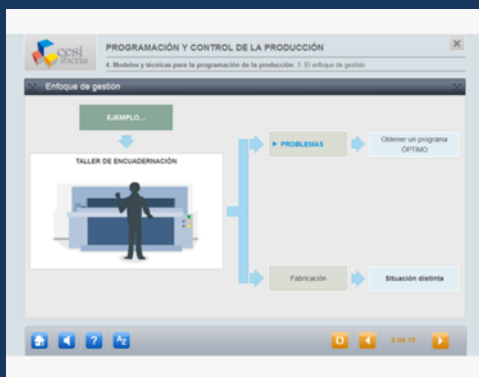 cesi
iberia
PROGRAMACIÓN Y CONTROL DE LA PRODUCCIÓN
4. Modelos y técnicas para la programación de la producción. 3. El enfoque de gestión
Enfoque de gestión
EJEMPLO...
TALLER DE ENCUADERNACIÓN
PROBLEMAS
Obtener un programa
ÓPTIMO
Fabricación
Situación distinta
?
AZ
2 de 10